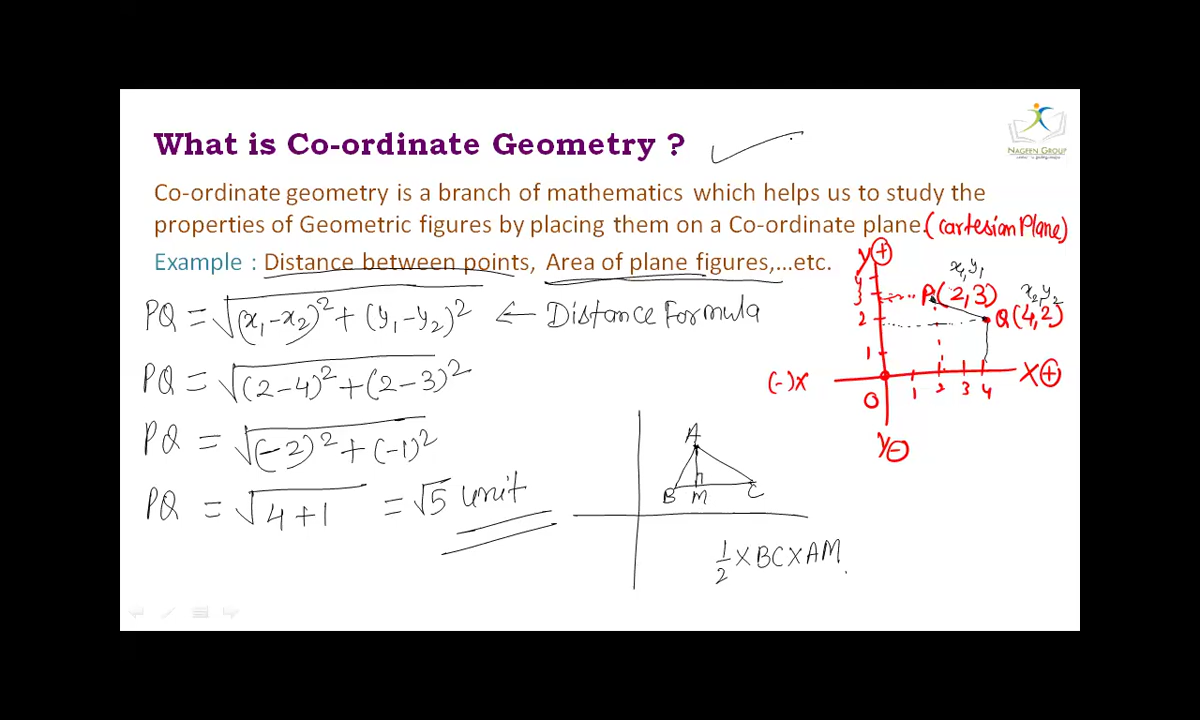 What is Co-ordinate Geometry ?
NAGEEN GROUP
Co-ordinate geometry is a branch of mathematics which helps us to study the
properties of Geometric figures by placing them on a Co-ordinate plane.
(Cartesian Plane)
Example : Distance between points, Area of plane figures,...etc.
PQ = √(x₁-x₂)² + (y₁-y₂)² ← Distance Formula
PQ = √(2-4)² + (2-3)²
PQ = √(-2)² + (-1)²
PQ = √4+1 = √5 unit
Y+
x₁,y₁
P(2,3)
x₂,y₂
Q(4,2)
4
3
2
1
(-)X
X+
O
1 2 3 4
Y-
A
B M C
1/2 × BC × AM.